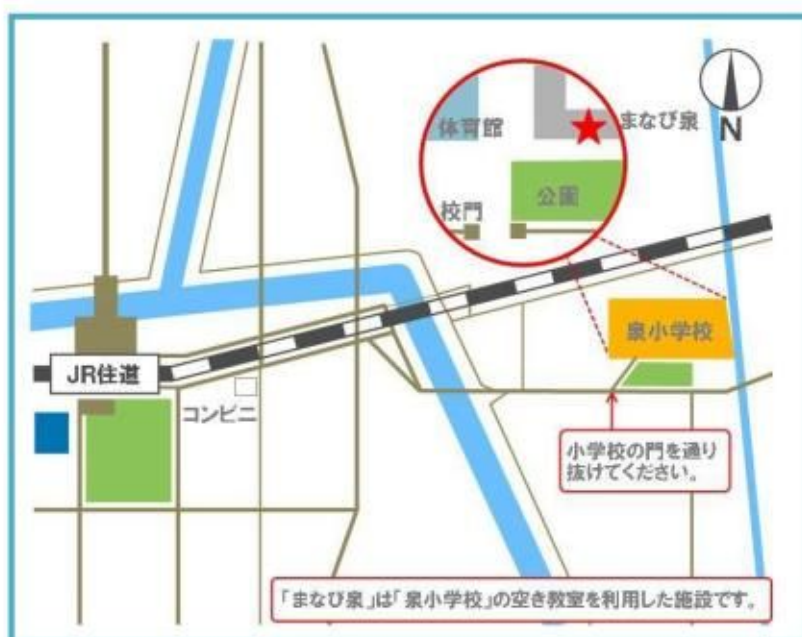 体育館
まなび泉
N
校門
公園
泉小学校
JR住道
コンビニ
小学校の門を通り
抜けてください。
「まなび泉」は「泉小学校」の空き教室を利用した施設です。